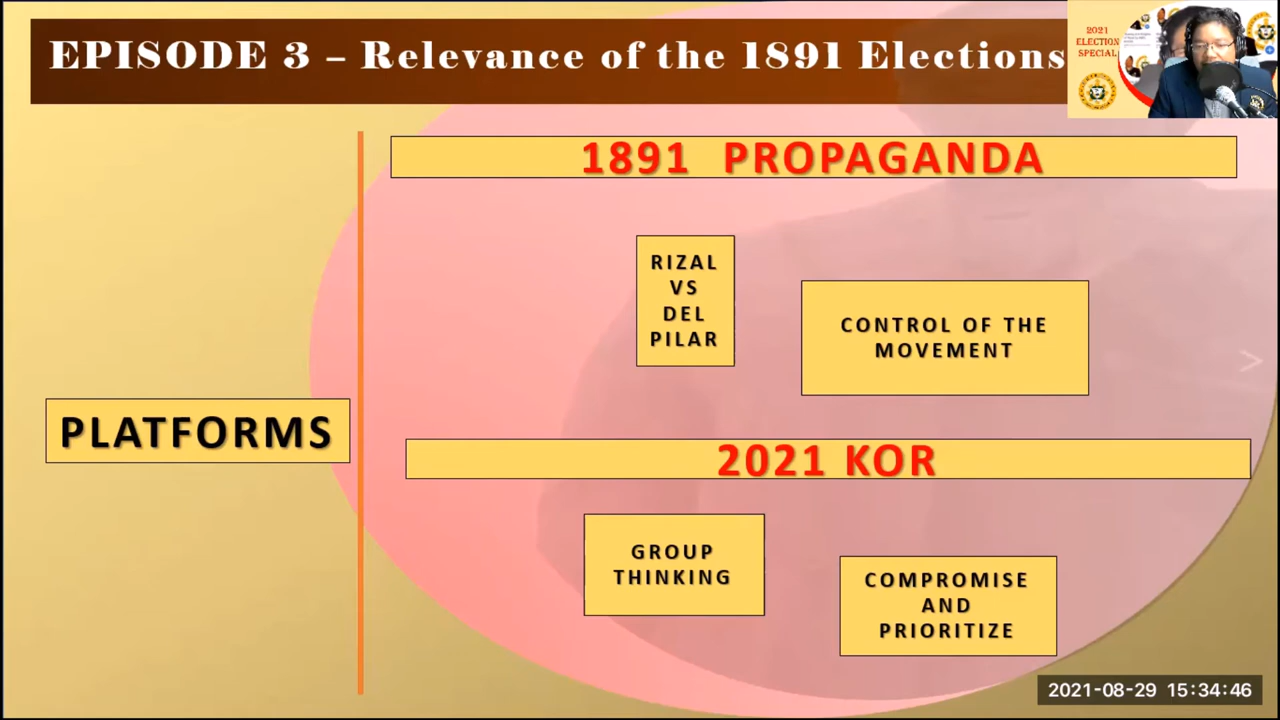 EPISODE 3 – Relevance of the 1891 Elections
2021
ELECTION
SPECIAL
1891 PROPAGANDA
RIZAL
VS
DEL
PILAR
CONTROL OF THE
MOVEMENT
PLATFORMS
2021 KOR
GROUP
THINKING
COMPROMISE
AND
PRIORITIZE
2021-08-29 15:34:46